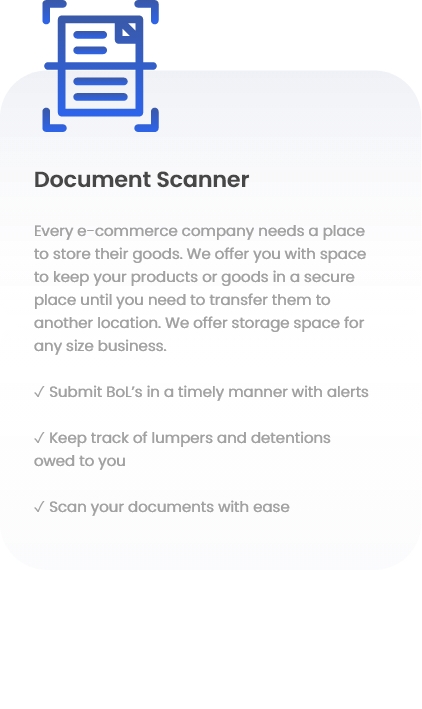 Document Scanner
Every e-commerce company needs a place
to store their goods. We offer you with space
to keep your products or goods in a secure
place until you need to transfer them to
another location. We offer storage space for
any size business.
✓ Submit BoL’s in a timely manner with alerts
✓ Keep track of lumpers and detentions
owed to you
✓ Scan your documents with ease